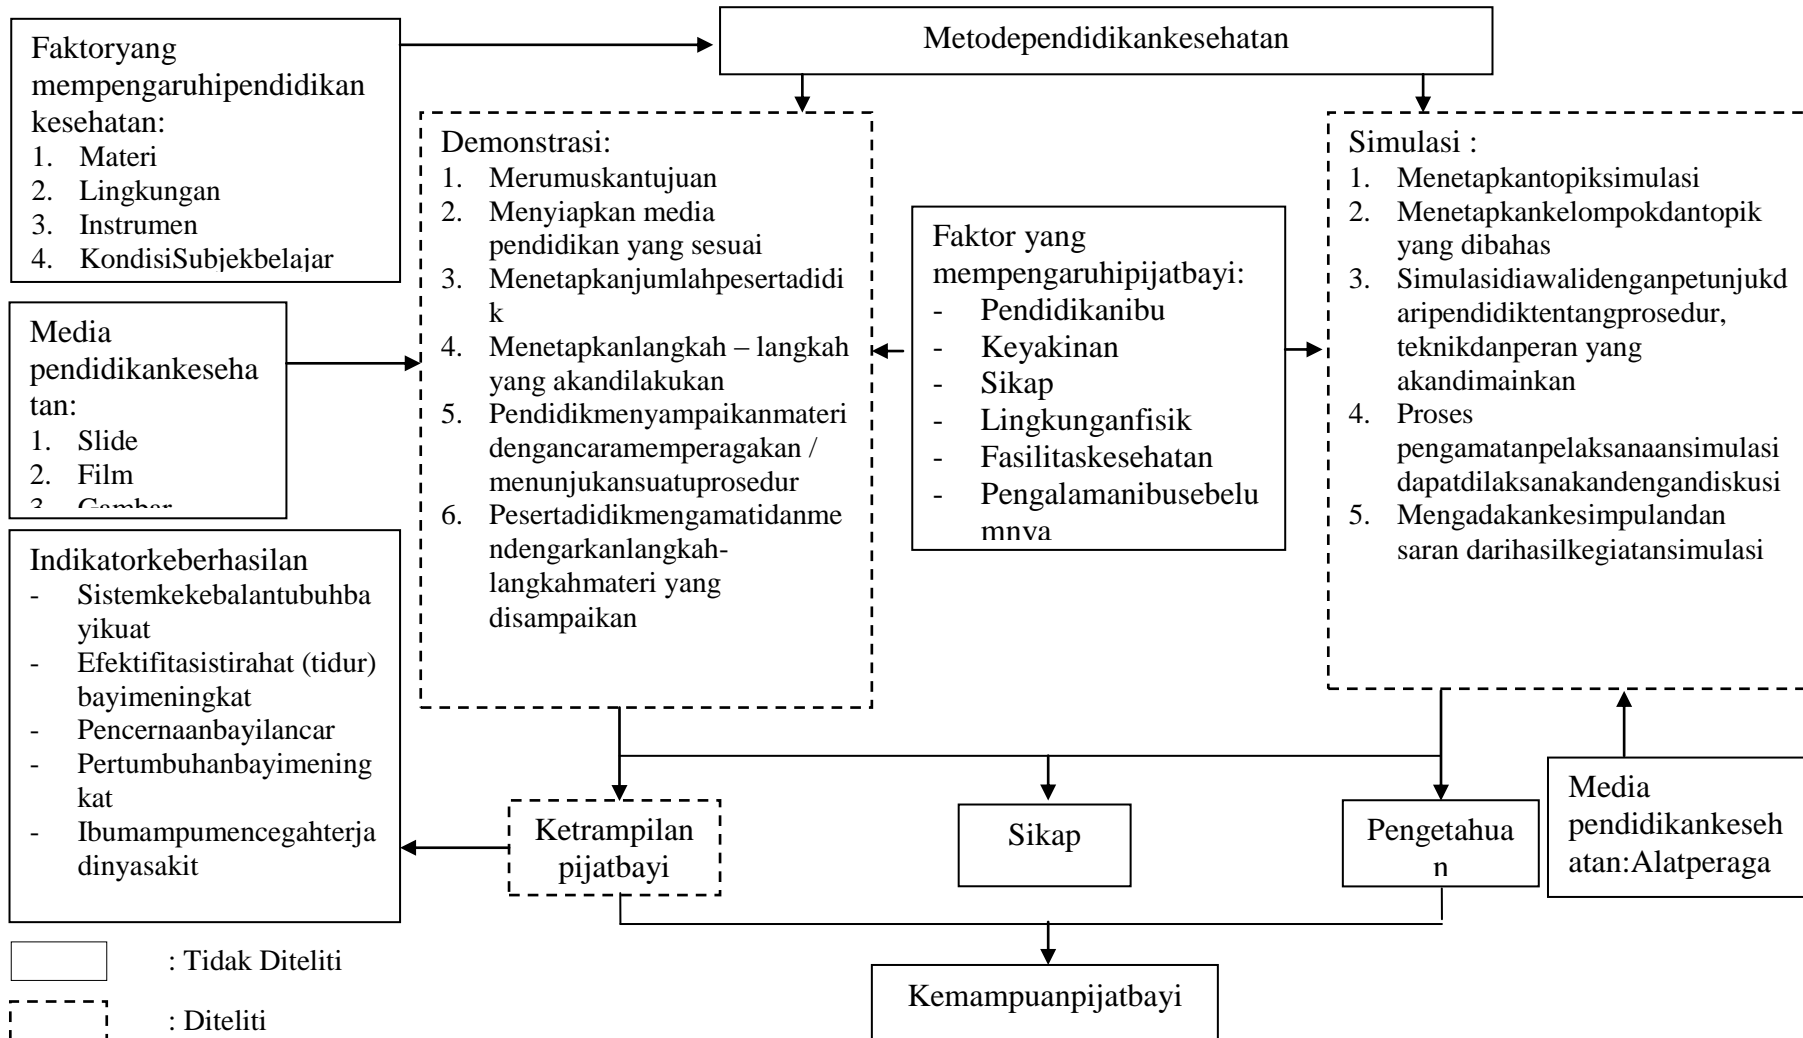 Metodependidikankesehatan
Faktoryang
mempengaruhipendidikan
kesehatan:
1. Materi
2. Lingkungan
3. Instrumen
4. KondisiSubjekbelajar
Media
pendidikankeseha
tan:
1. Slide
2. Film
3. Gambar
Indikatorkeberhasilan
- Sistemkekebalantubuhba
yikuat
- Efektifitasistirahat (tidur)
bayimeningkat
- Pencernaanbayilancar
- Pertumbuhanbayimening
kat
- Ibumampumencegahterja
dinyasakit
Demonstrasi:
1. Merumuskantujuan
2. Menyiapkan media
pendidikan yang sesuai
3. Menetapkanjumlahpesertadidi
k
4. Menetapkanlangkah – langkah
yang akandilakukan
5. Pendidikmenyampaikanmateri
dengancaramemperagakan /
menunjukansuatuprosedur
6. Pesertadidikmengamatidanme
ndengarkanlangkah-
langkahmateri yang
disampaikan
Faktor yang
mempengaruhipijatbayi:
- Pendidikanibu
- Keyakinan
- Sikap
- Lingkunganfisik
- Fasilitaskesehatan
- Pengalamanibusebelu
mnya
Simulasi :
1. Menetapkantopiksimulasi
2. Menetapkankelompokdantopik
yang dibahas
3. Simulasidiawalidenganpetunjukd
aripendidiktentangprosedur,
teknikdanperan yang
akandimainkan
4. Proses
pengamatanpelaksanaansimulasi
dapatdilaksanakandengandiskusi
5. Mengadakankesimpulandan
saran darihasilkegiatansimulasi
Ketrampilan
pijatbayi
Sikap
Pengetahua
n
Media
pendidikankeseh
atan:Alatperaga
Kemampuanpijatbayi
: Tidak Diteliti
: Diteliti